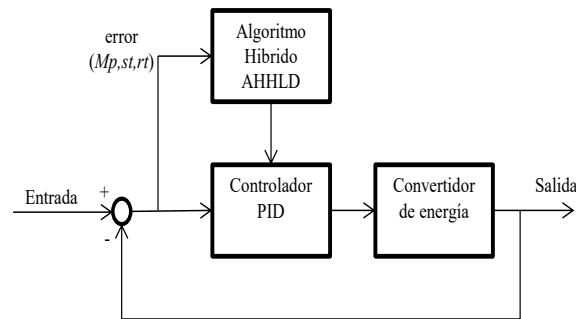 error
(Mp,st,rt)
Algoritmo
Hibrido
AHHLD
Entrada
+
-
Controlador
PID
Convertidor
de energía
Salida